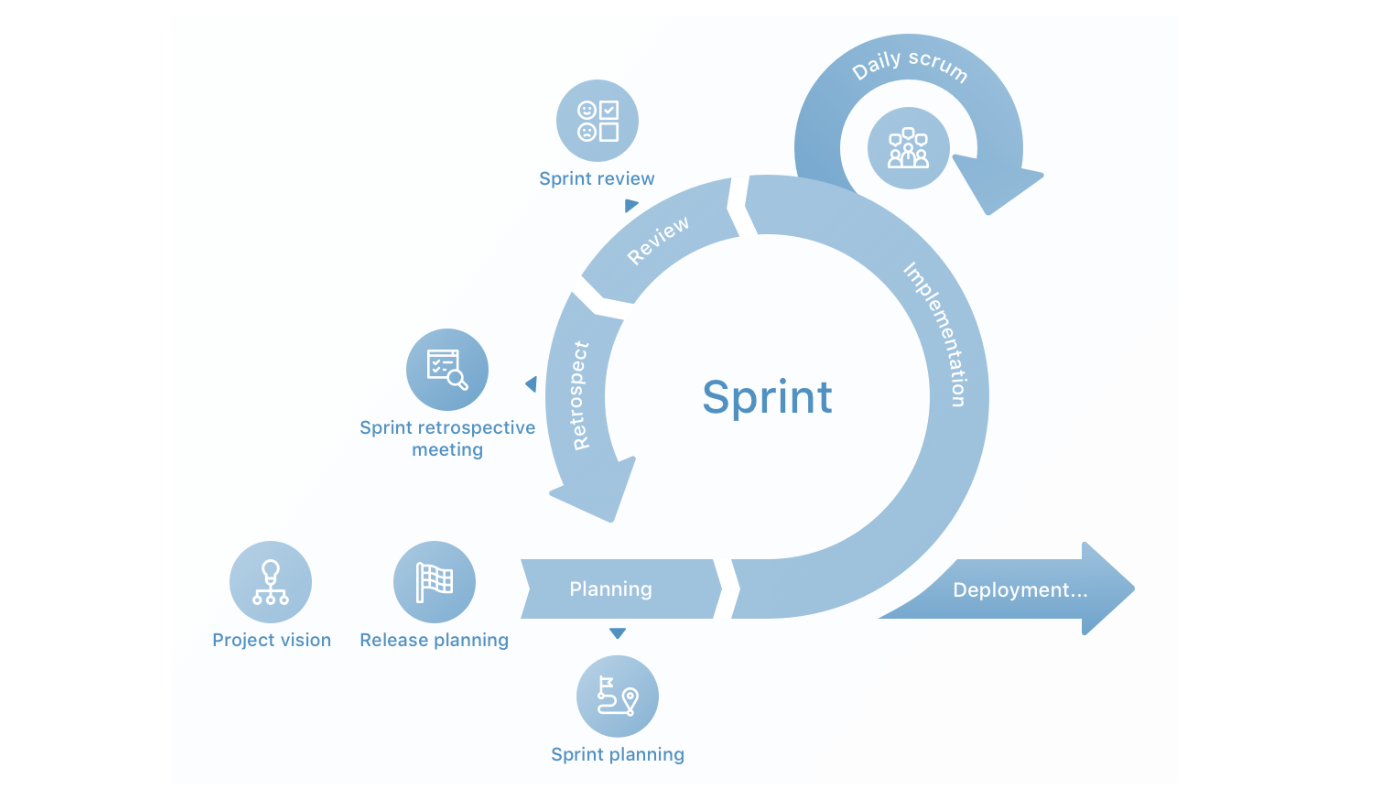 Daily scrum
Sprint review
Review
Implementation
Retrospect
Sprint
Sprint retrospective
meeting
Planning
Deployment...
Project vision
Release planning
Sprint planning